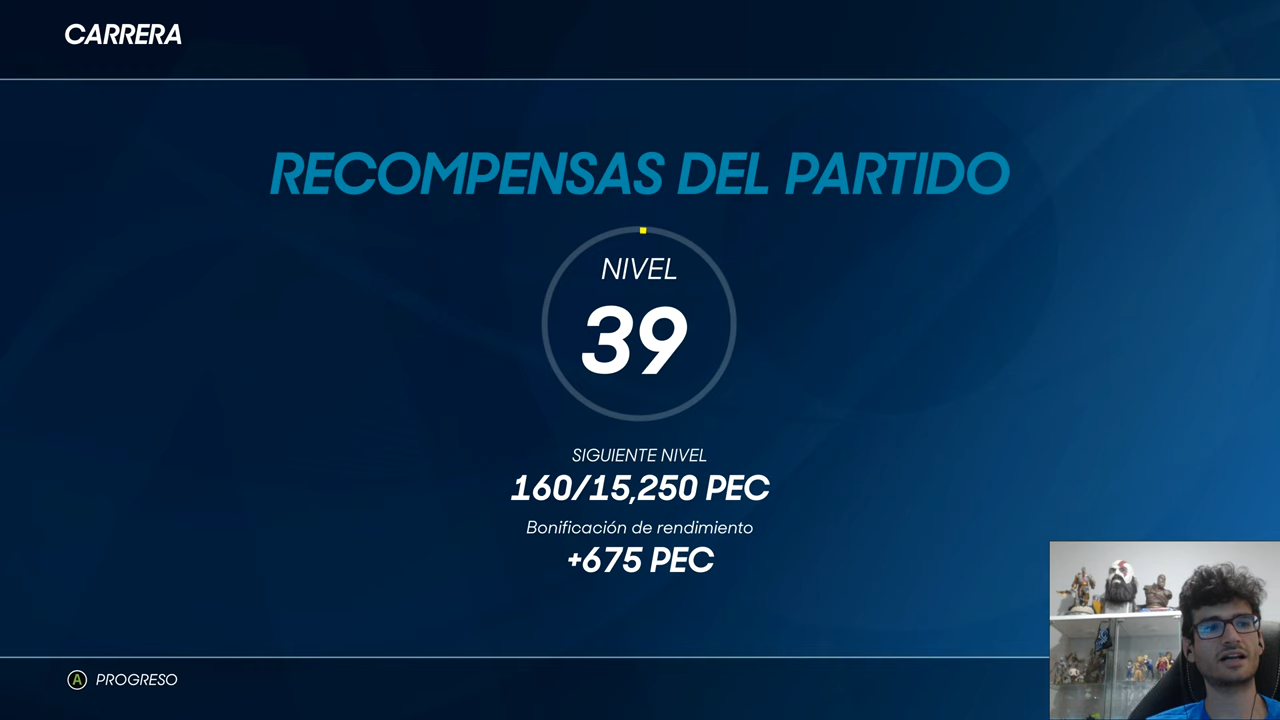 CARRERA
RECOMPENSAS DEL PARTIDO
NIVEL
39
SIGUIENTE NIVEL
160/15,250 PEC
Bonificación de rendimiento
+675 PEC
A PROGRESO